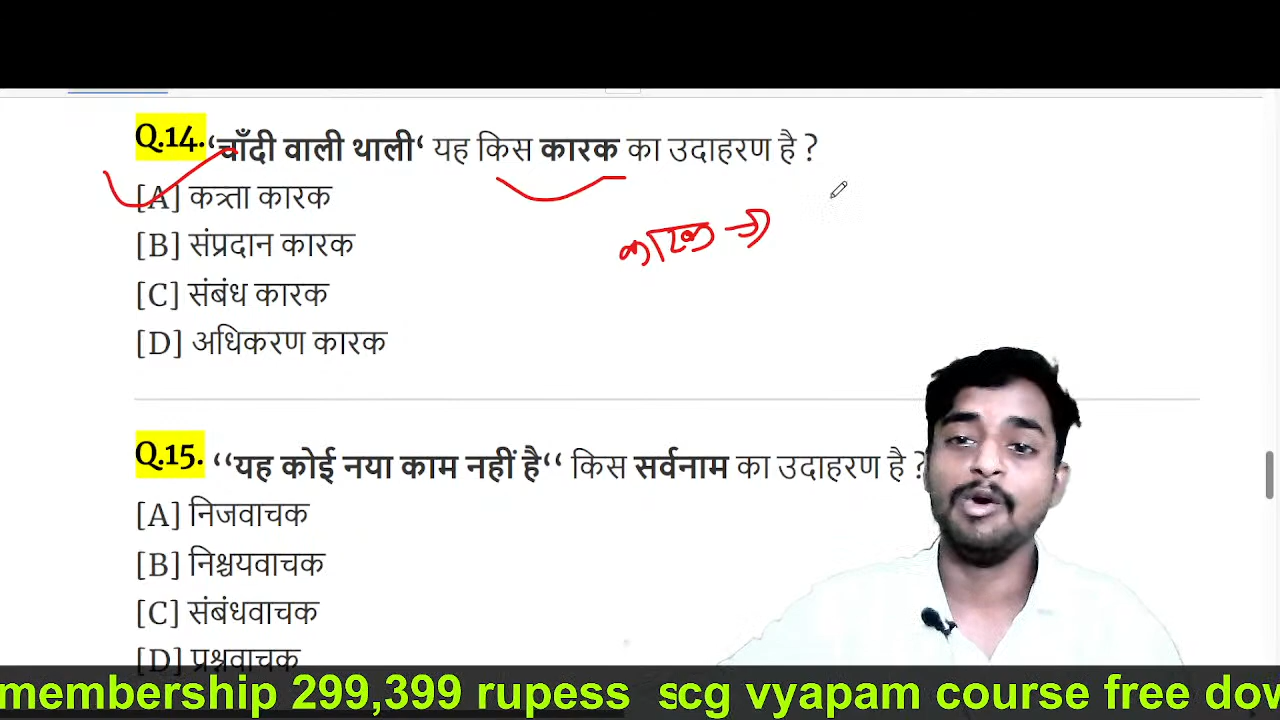 Q.14. ‘चाँदी वाली थाली‘ यह किस कारक का उदाहरण है ?
[A] कत्र्ता कारक
[B] संप्रदान कारक
कारक →
[C] संबंध कारक
[D] अधिकरण कारक
Q.15. ‘‘यह कोई नया काम नहीं है‘‘ किस सर्वनाम का उदाहरण है ?
[A] निजवाचक
[B] निश्चयवाचक
[C] संबंधवाचक
[D] प्रश्नवाचक
membership 299,399 rupess scg vyapam course free dow